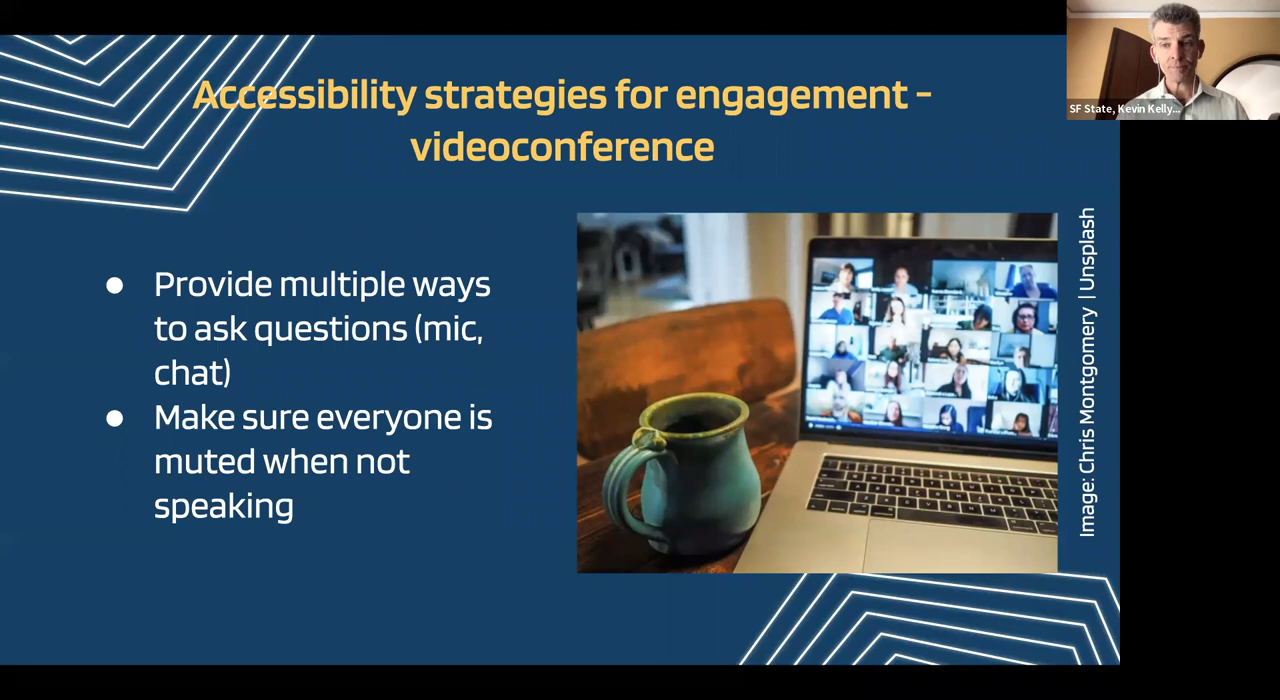 Accessibility strategies for engagement -
videoconference
● Provide multiple ways
to ask questions (mic,
chat)
● Make sure everyone is
muted when not
speaking
Image: Chris Montgomery | Unsplash
SF State, Kevin Kelly...